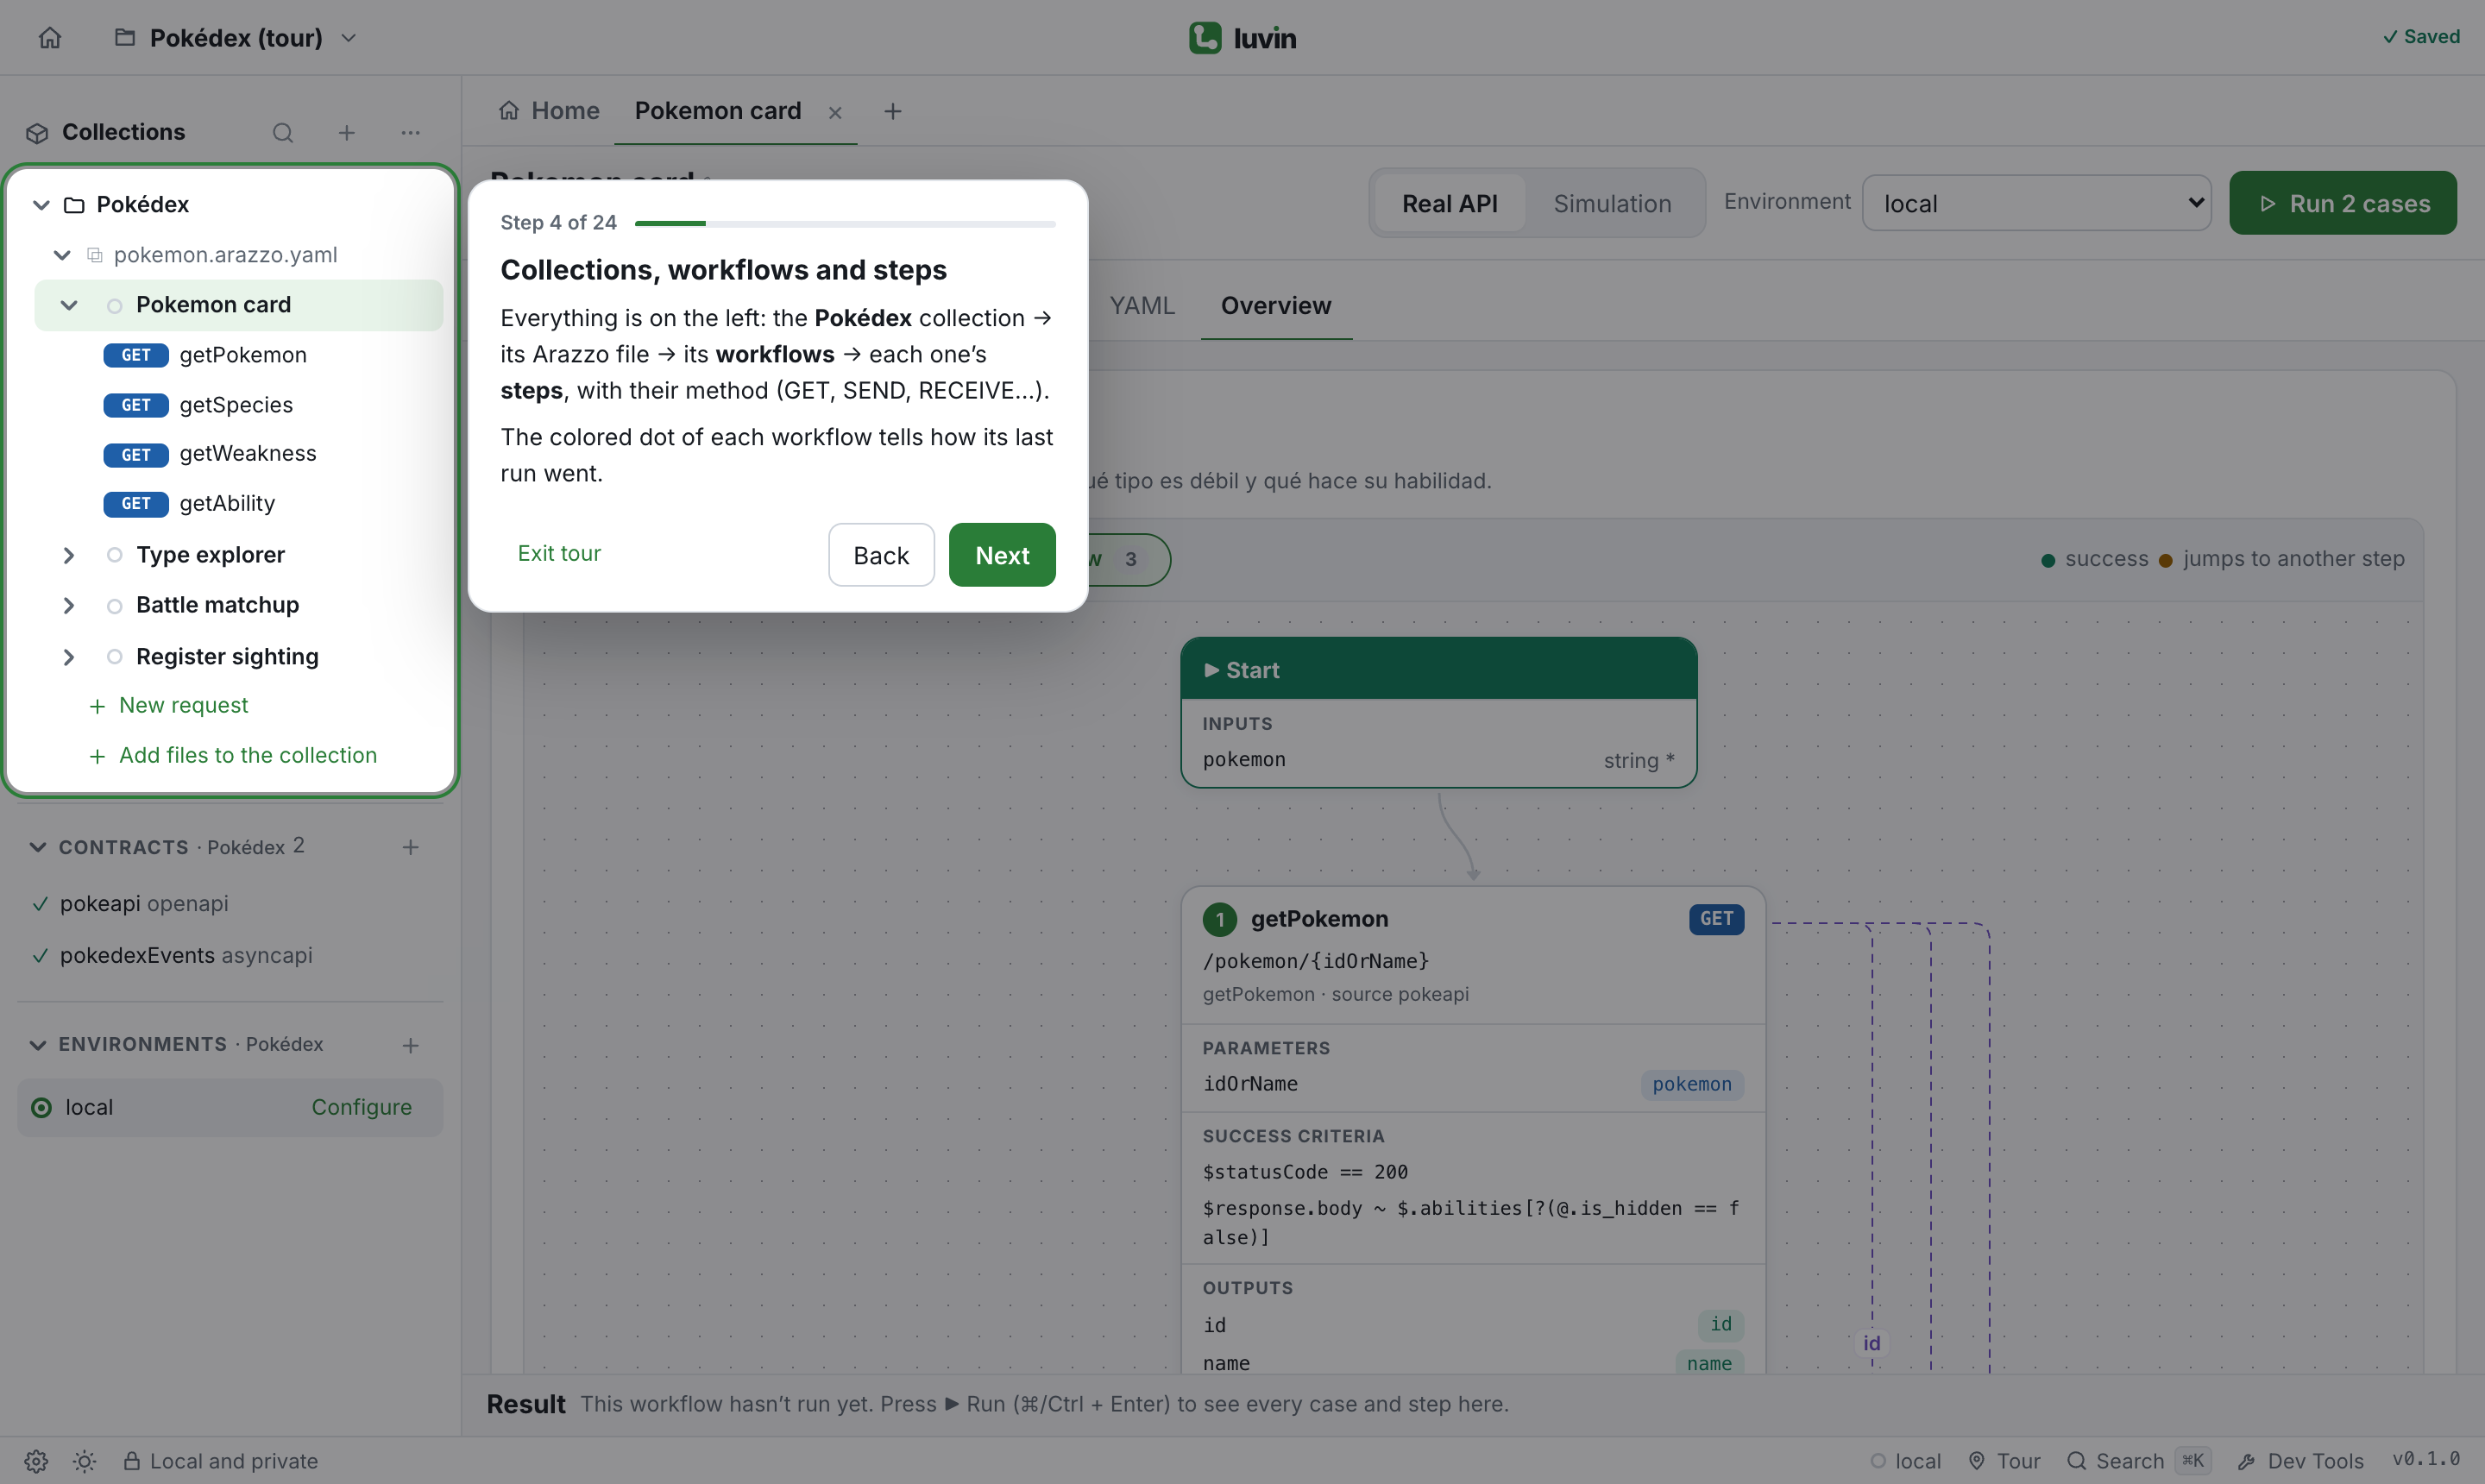 Pokédex (tour)
luvin
Saved
Collections
Home
Pokemon card
Pokédex
pokemon.arazzo.yaml
Pokemon card
GET getPokemon
GET getSpecies
GET getWeakness
GET getAbility
Type explorer
Battle matchup
Register sighting
+ New request
+ Add files to the collection
CONTRACTS · Pokédex 2
pokeapi openapi
pokedexEvents asyncapi
ENVIRONMENTS · Pokédex
local Configure
Step 4 of 24
Collections, workflows and steps
Everything is on the left: the Pokédex collection →
its Arazzo file → its workflows → each one’s
steps, with their method (GET, SEND, RECEIVE…).
The colored dot of each workflow tells how its last
run went.
Exit tour
Back
Next
Real API
Simulation
Environment
local
Run 2 cases
YAML
Overview
tipo es débil y qué hace su habilidad.
3
success
jumps to another step
Start
INPUTS
pokemon string *
1 getPokemon GET
/pokemon/{idOrName}
getPokemon · source pokeapi
PARAMETERS
idOrName pokemon
SUCCESS CRITERIA
$statusCode == 200
$response.body ~ $.abilities[?(@.is_hidden == f
alse)]
OUTPUTS
id id
name name
id
Result This workflow hasn’t run yet. Press ▶ Run (⌘/Ctrl + Enter) to see every case and step here.
Local and private
local
Tour
Search ⌘K
Dev Tools
v0.1.0